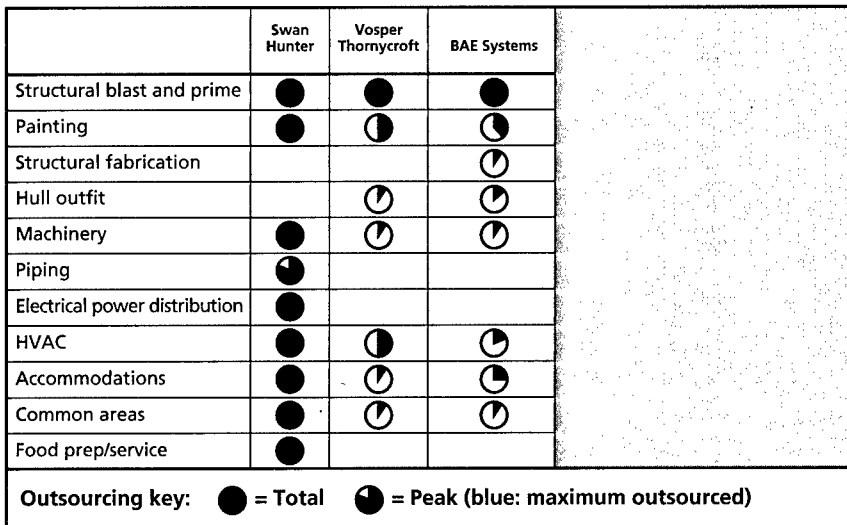 Swan Hunter
Vosper Thornycroft
BAE Systems
Structural blast and prime
Painting
Structural fabrication
Hull outfit
Machinery
Piping
Electrical power distribution
HVAC
Accommodations
Common areas
Food prep/service
Outsourcing key: = Total = Peak (blue: maximum outsourced)